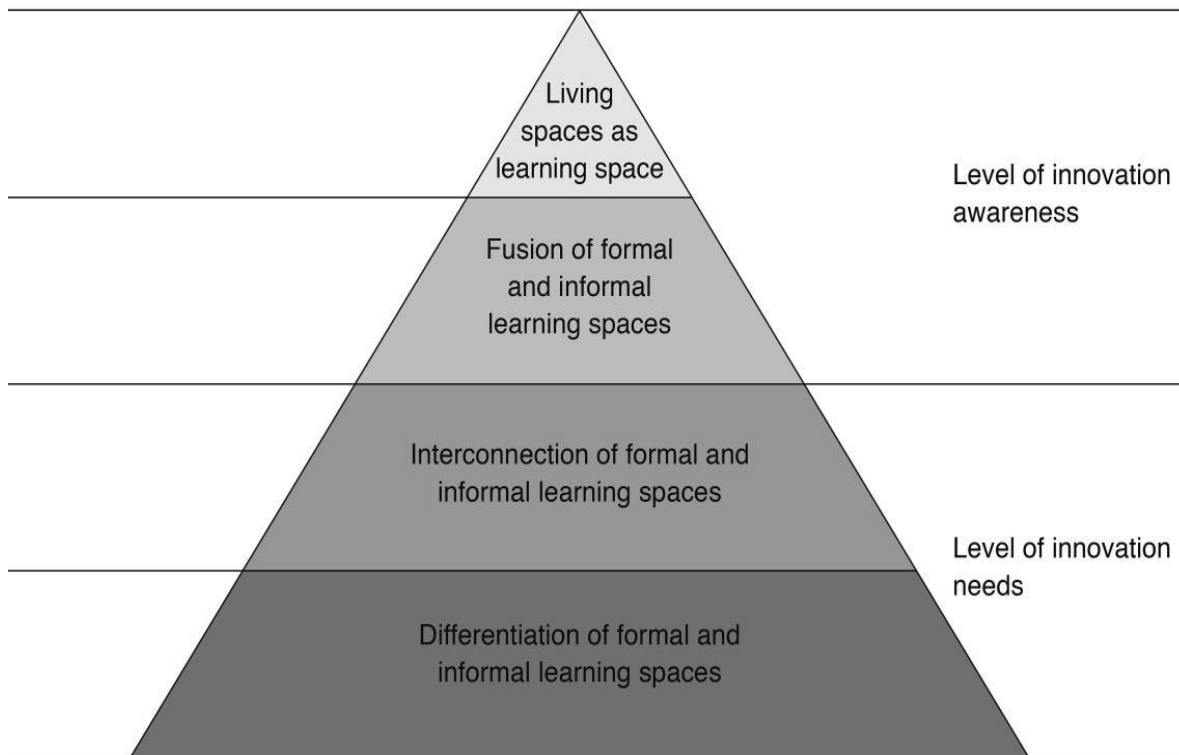 Living
spaces as
learning space
Level of innovation
awareness
Fusion of formal
and informal
learning spaces
Interconnection of formal and
informal learning spaces
Level of innovation
needs
Differentiation of formal and
informal learning spaces